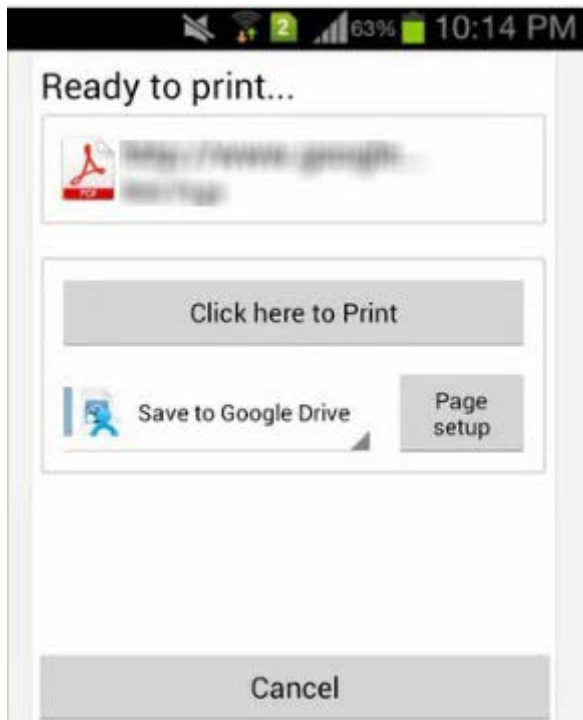 2 63% 10:14 PM
Ready to print...
PDF
Click here to Print
Save to Google Drive
Page
setup
Cancel